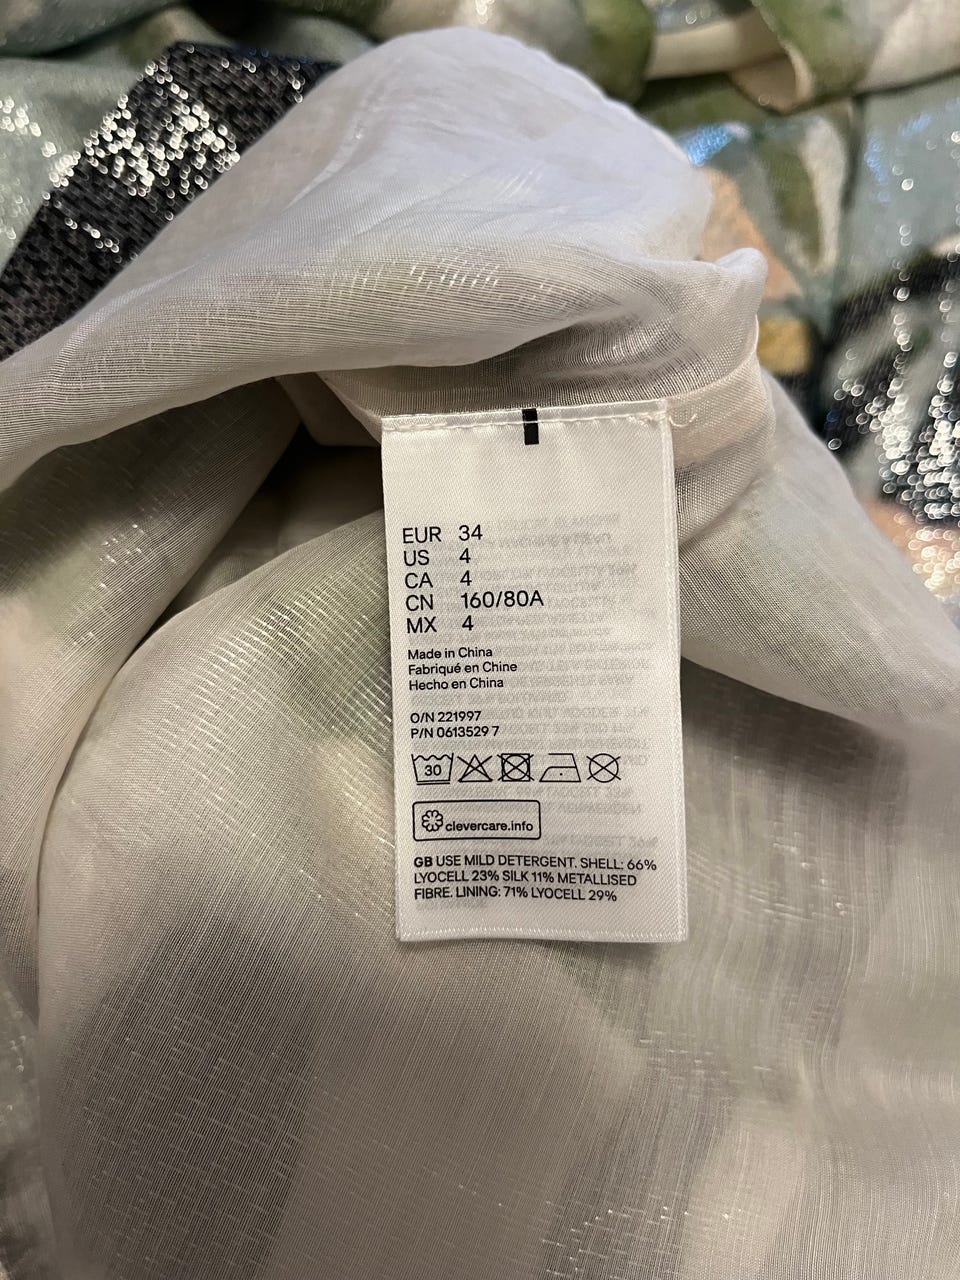 EUR 34
US 4
CA 4
CN 160/80A
MX 4
Made in China
Fabriqué en Chine
Hecho en China
O/N 221997
P/N 0613529 7
30
clevercare.info
GB USE MILD DETERGENT. SHELL: 66%
LYOCELL 23% SILK 11% METALLISED
FIBRE. LINING: 71% LYOCELL 29%